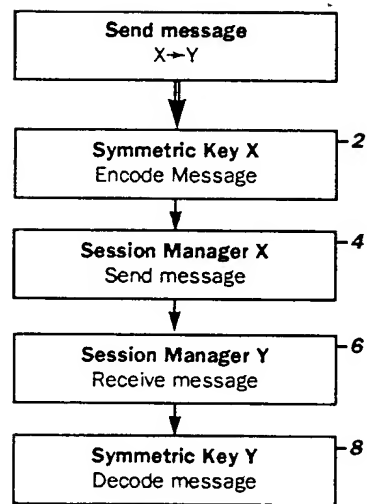 Send message
X→Y
Symmetric Key X
Encode Message
2
Session Manager X
Send message
4
Session Manager Y
Receive message
6
Symmetric Key Y
Decode message
8